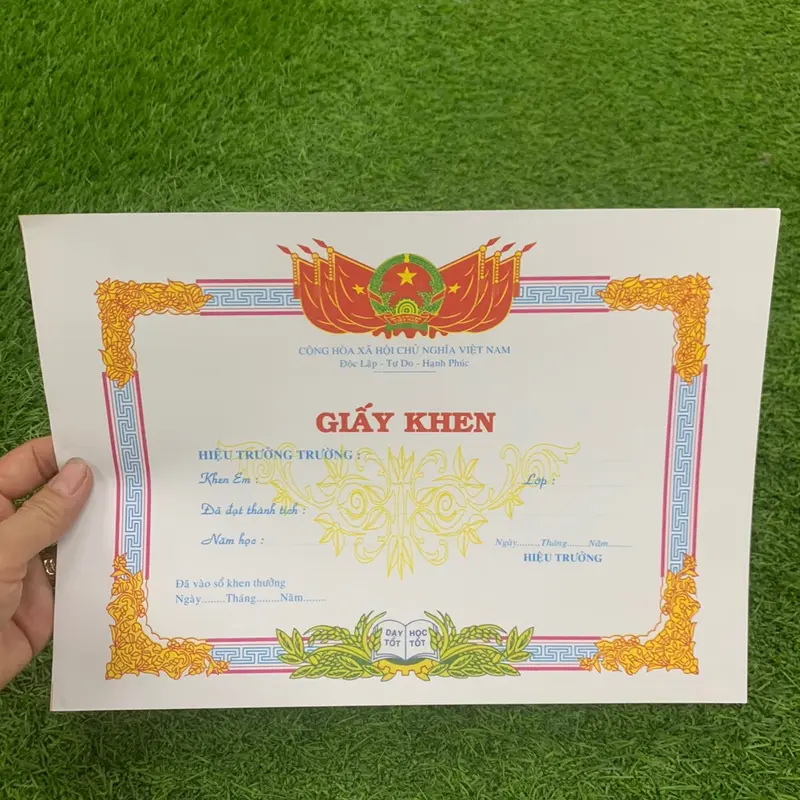 CỘNG HÒA XÃ HỘI CHỦ NGHĨA VIỆT NAM
Độc Lập - Tự Do - Hạnh Phúc
GIẤY KHEN
HIỆU TRƯỞNG TRƯỜNG :
Khen Em : Lớp :
Đã đạt thành tích :
Năm học : Ngày........Tháng......Năm.......
HIỆU TRƯỞNG
Đã vào sổ khen thưởng
Ngày........Tháng........Năm........
DẠY TỐT HỌC TỐT